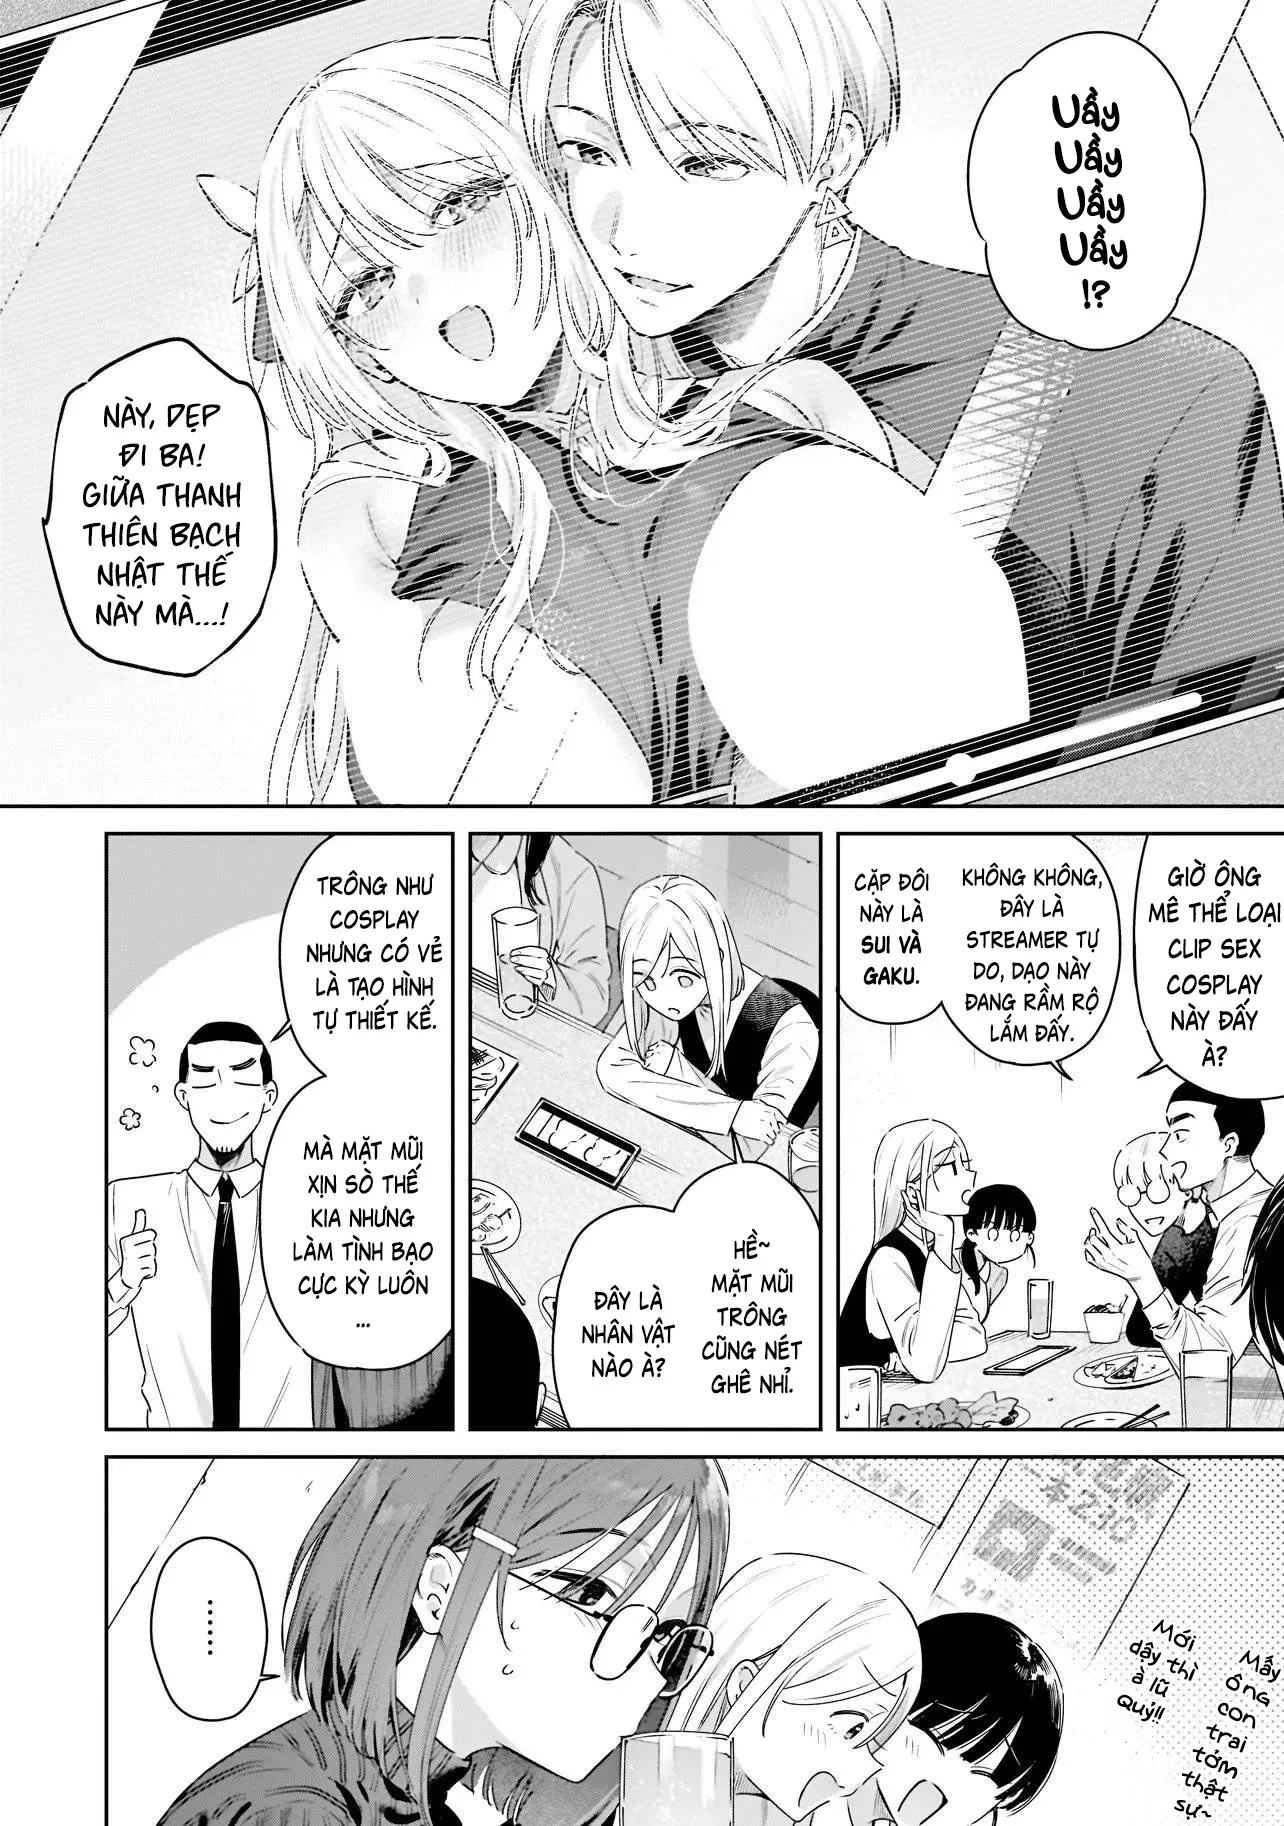 Uầy
Uầy
Uầy
Uầy
!?
NÀY, DẸP
ĐI BA!
GIỮA THANH
THIÊN BẠCH
NHẬT THẾ
NÀY MÀ...!
GIỜ ÔNG
MÊ THỂ LOẠI
CLIP SEX
COSPLAY
NÀY ĐẤY
À?
KHÔNG KHÔNG,
ĐÂY LÀ
STREAMER TỰ
DO, DẠO NÀY
ĐANG RẦM RỘ
LẮM ĐẤY.
CẶP ĐÔI
NÀY LÀ
SUI VÀ
GAKU.
HỀ~
MẶT MŨI
TRÔNG
CŨNG NÉT
GHÊ NHỈ.
ĐÂY LÀ
NHÂN VẬT
NÀO À?
TRÔNG NHƯ
COSPLAY
NHƯNG CÓ VẺ
LÀ TẠO HÌNH
TỰ THIẾT KẾ.
MÀ MẶT MŨI
XỊN SÒ THẾ
KIA NHƯNG
LÀM TÌNH BẠO
CỰC KỲ LUÔN
...
Mấy
ông
con
trai
tởm
thật
sự~
Mới
dậy thì
à lũ
Quỷ!!
......
一本230